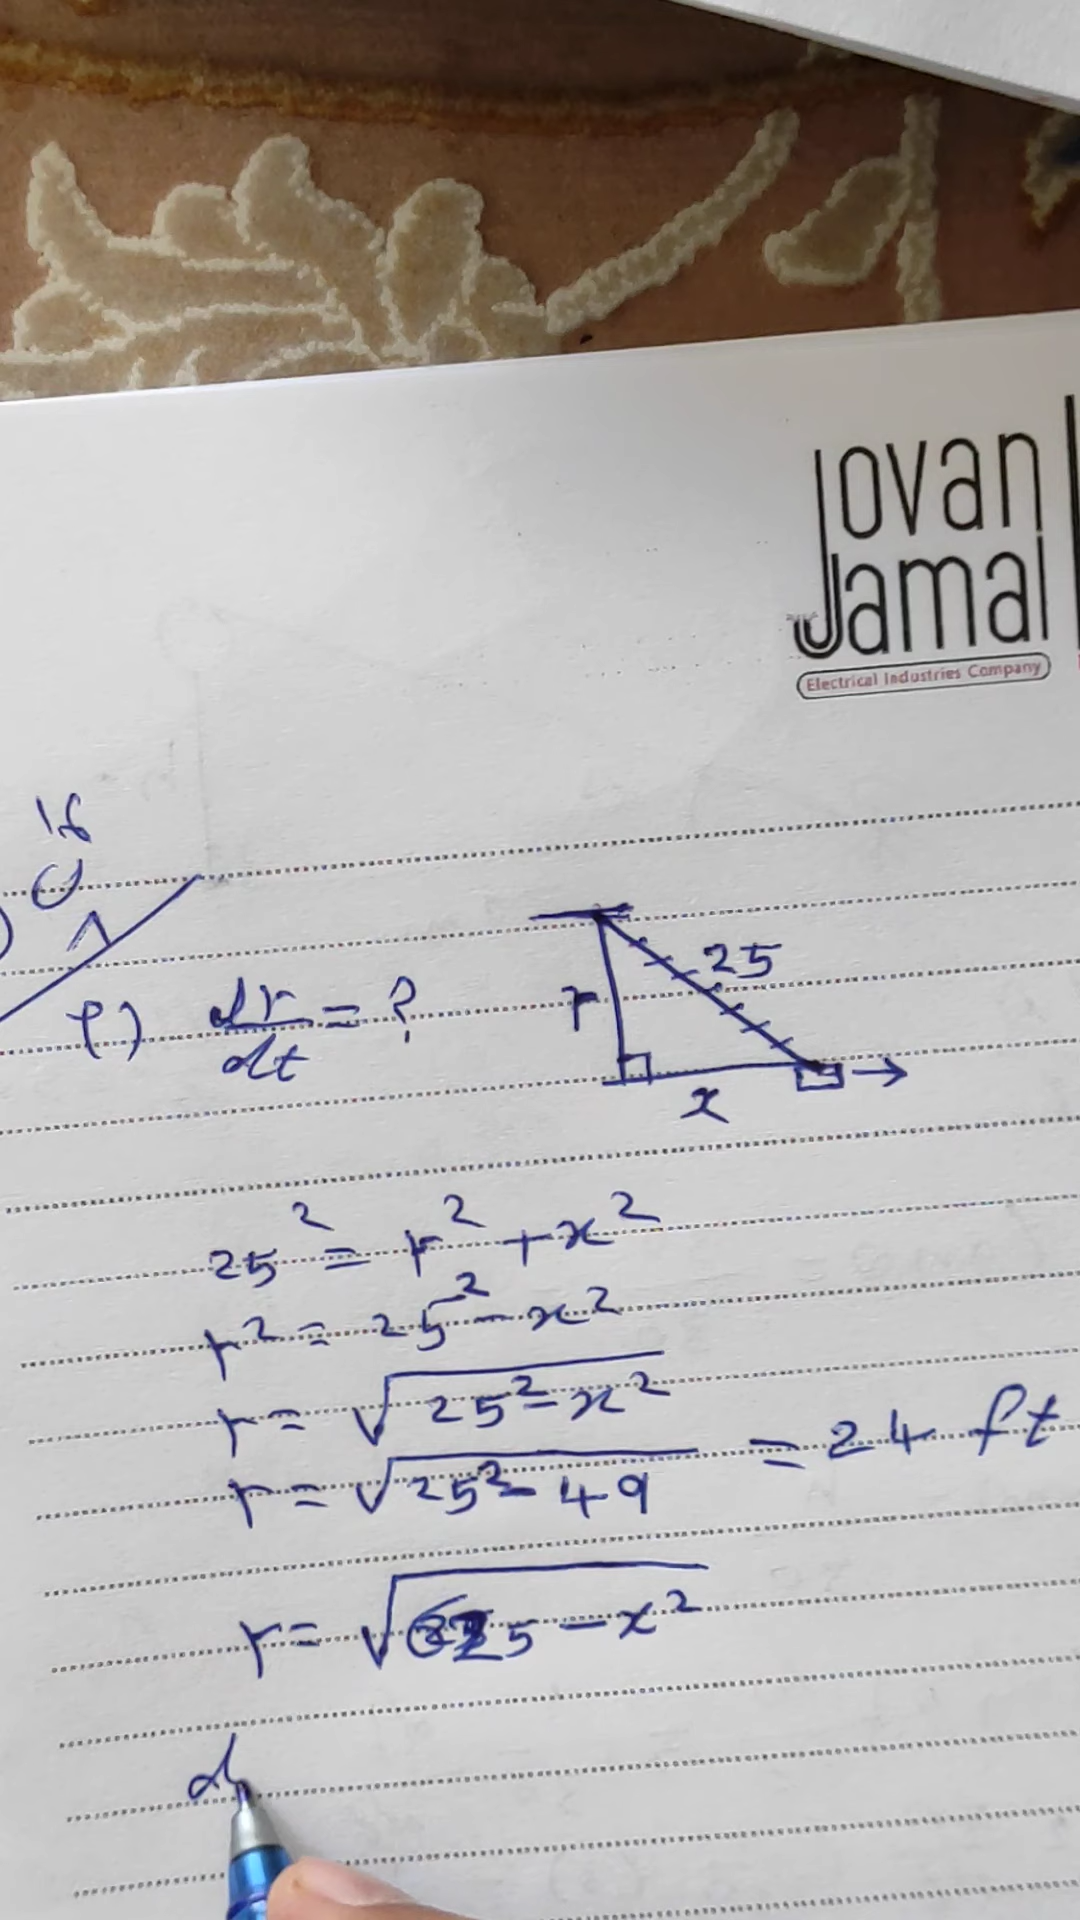 Jovan
Jamal
Electrical Industries Company
16
dr/dt = ?
25
r
x
25² = r² + x²
r² = 25² - x²
r = √(25² - x²)
r = √(25² - 49) = 24 ft
r = √(625 - x²)
d